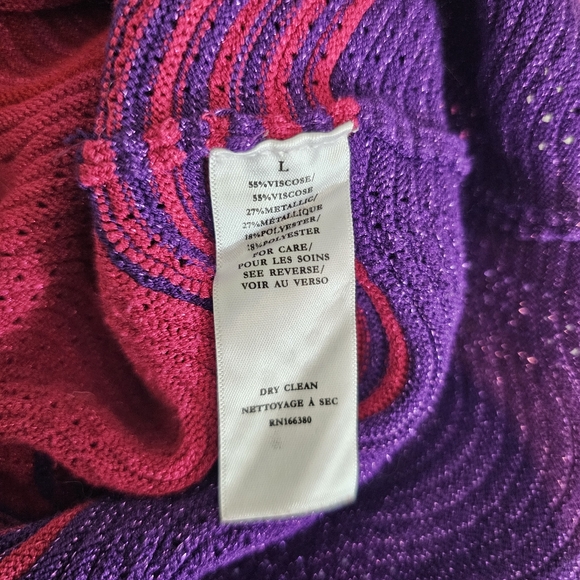 L
55%VISCOSE/
55%VISCOSE
27%METALLIC/
27%MÉTALLIQUE
18%POLYESTER/
18%POLYESTER
FOR CARE/
POUR LES SOINS
SEE REVERSE/
VOIR AU VERSO
DRY CLEAN
NETTOYAGE À SEC
RN166380